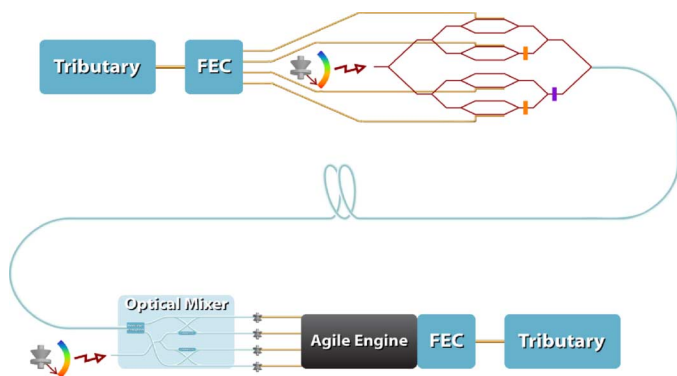 Tributary
FEC
Optical Mixer
Agile Engine
FEC
Tributary